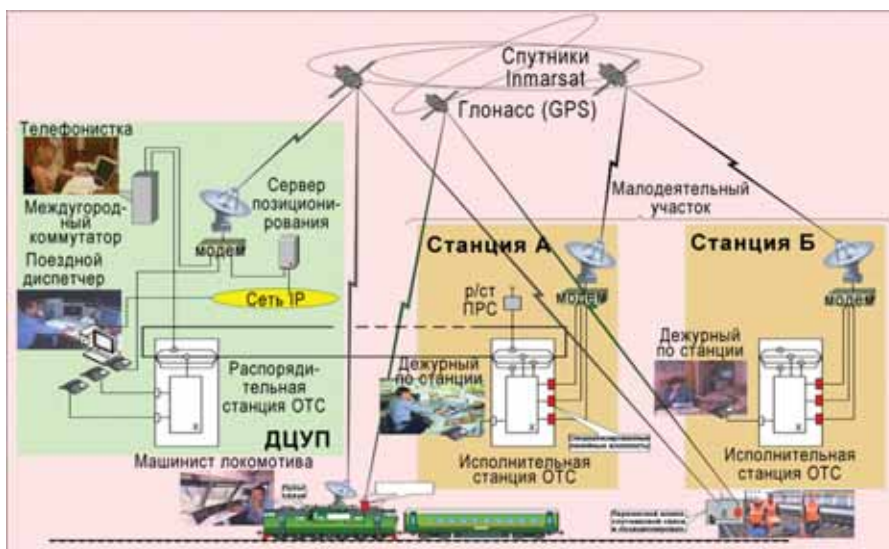 Спутники
Inmarsat
Глонасс (GPS)
Телефонистка
Междугород-
ный
коммутатор
Сервер
позициони-
рования
модем
Поездной
диспетчер
Сеть IP
Распоряди-
тельная
станция ОТС
ДЦУП
Малодеятельный
участок
Станция А
модем
р/ст
ПРС
Дежурный
по станции
Исполнительная
станция ОТС
Станция Б
модем
Дежурный
по станции
Исполнительная
станция ОТС
Машинист локомотива